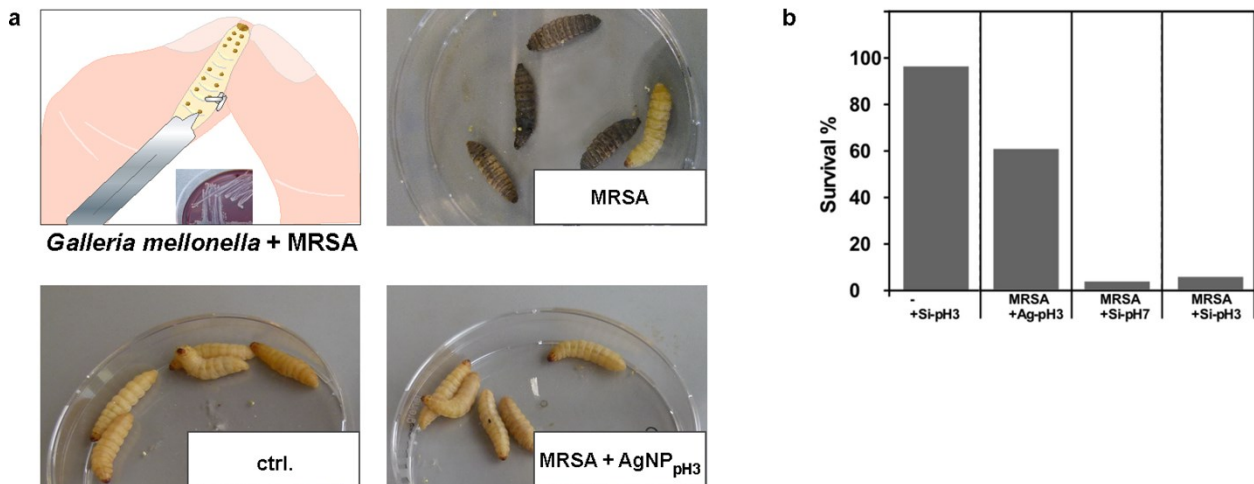 a
Galleria mellonella + MRSA
MRSA
ctrl.
MRSA + AgNPpH3
b
Survival %
100
80
60
40
20
0
-
+Si-pH3
MRSA
+Ag-pH3
MRSA
+Si-pH7
MRSA
+Si-pH3